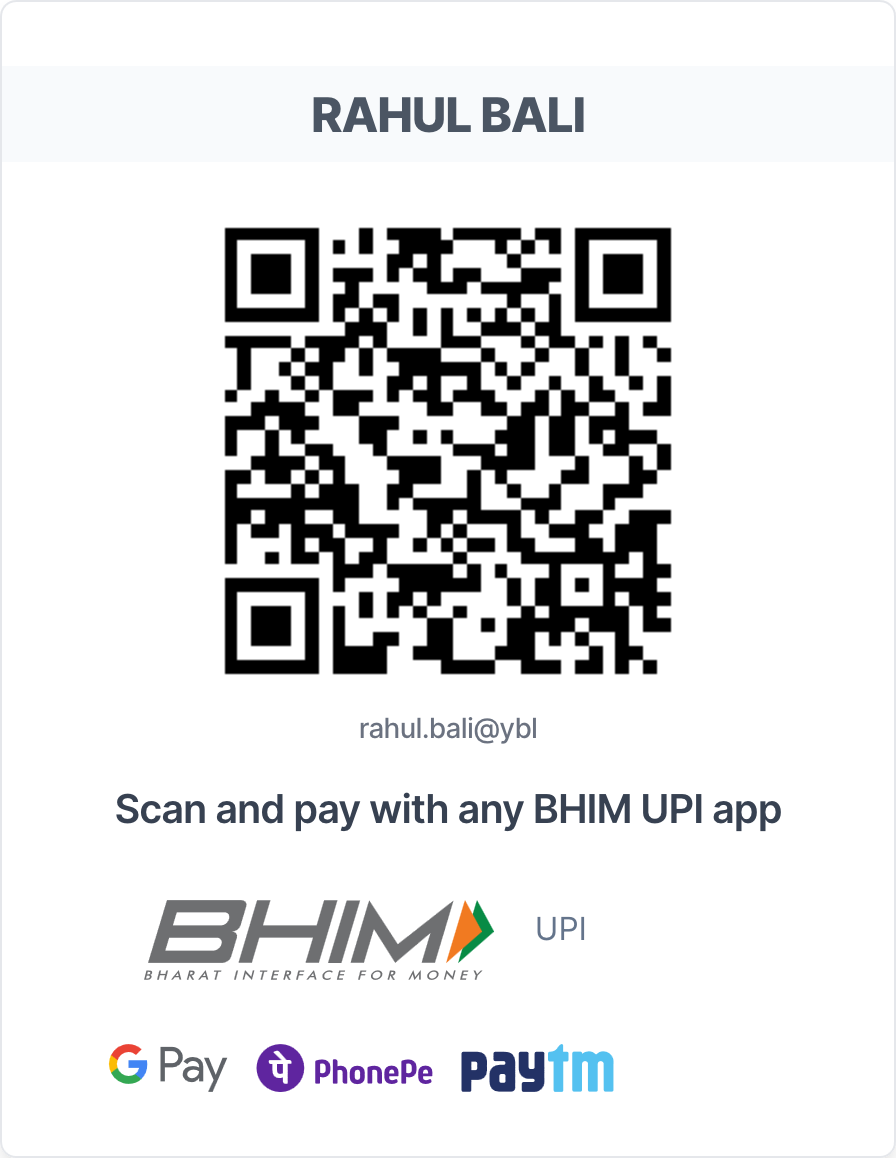 RAHUL BALI
rahul.bali@ybl
Scan and pay with any BHIM UPI app
BHIM UPI
BHARAT INTERFACE FOR MONEY
G Pay पे PhonePe paytm